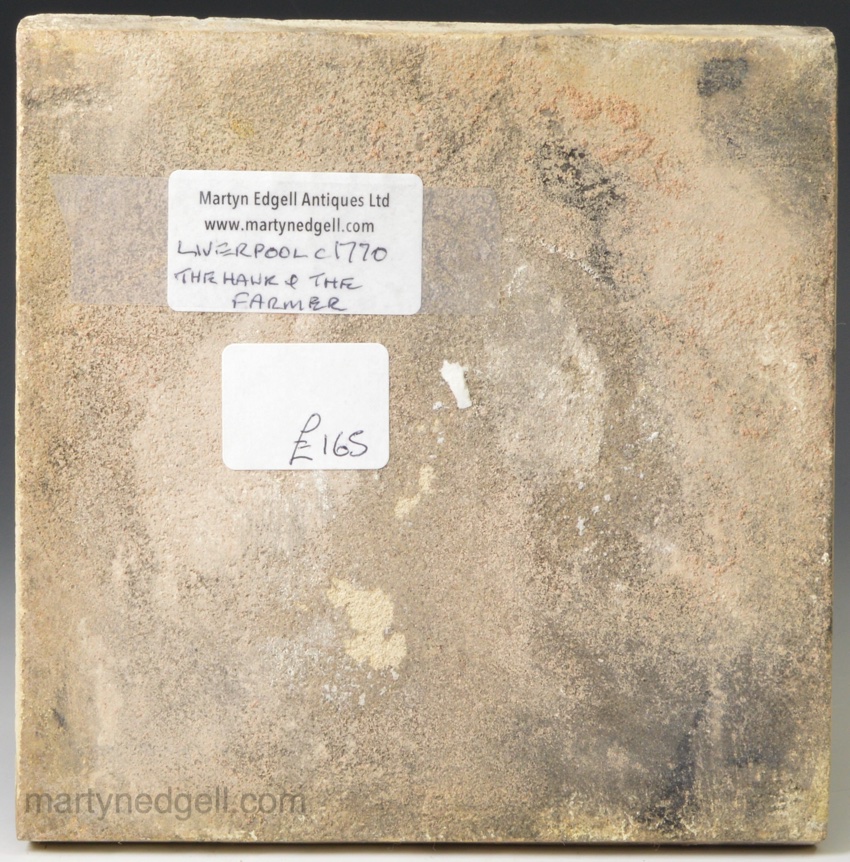 Martyn Edgell Antiques Ltd
www.martynedgell.com
LIVERPOOL C1770
THE HAWK & THE
FARMER
£165
martynedgell.com